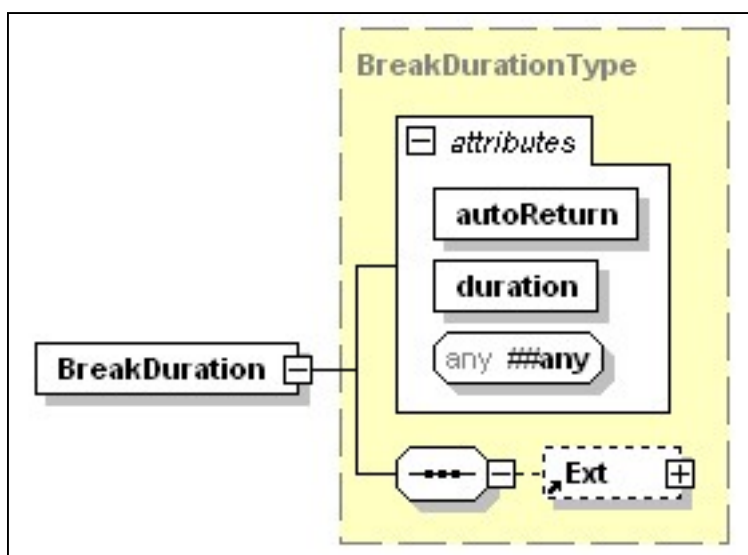 BreakDurationType
attributes
autoReturn
duration
any ##any
BreakDuration
Ext